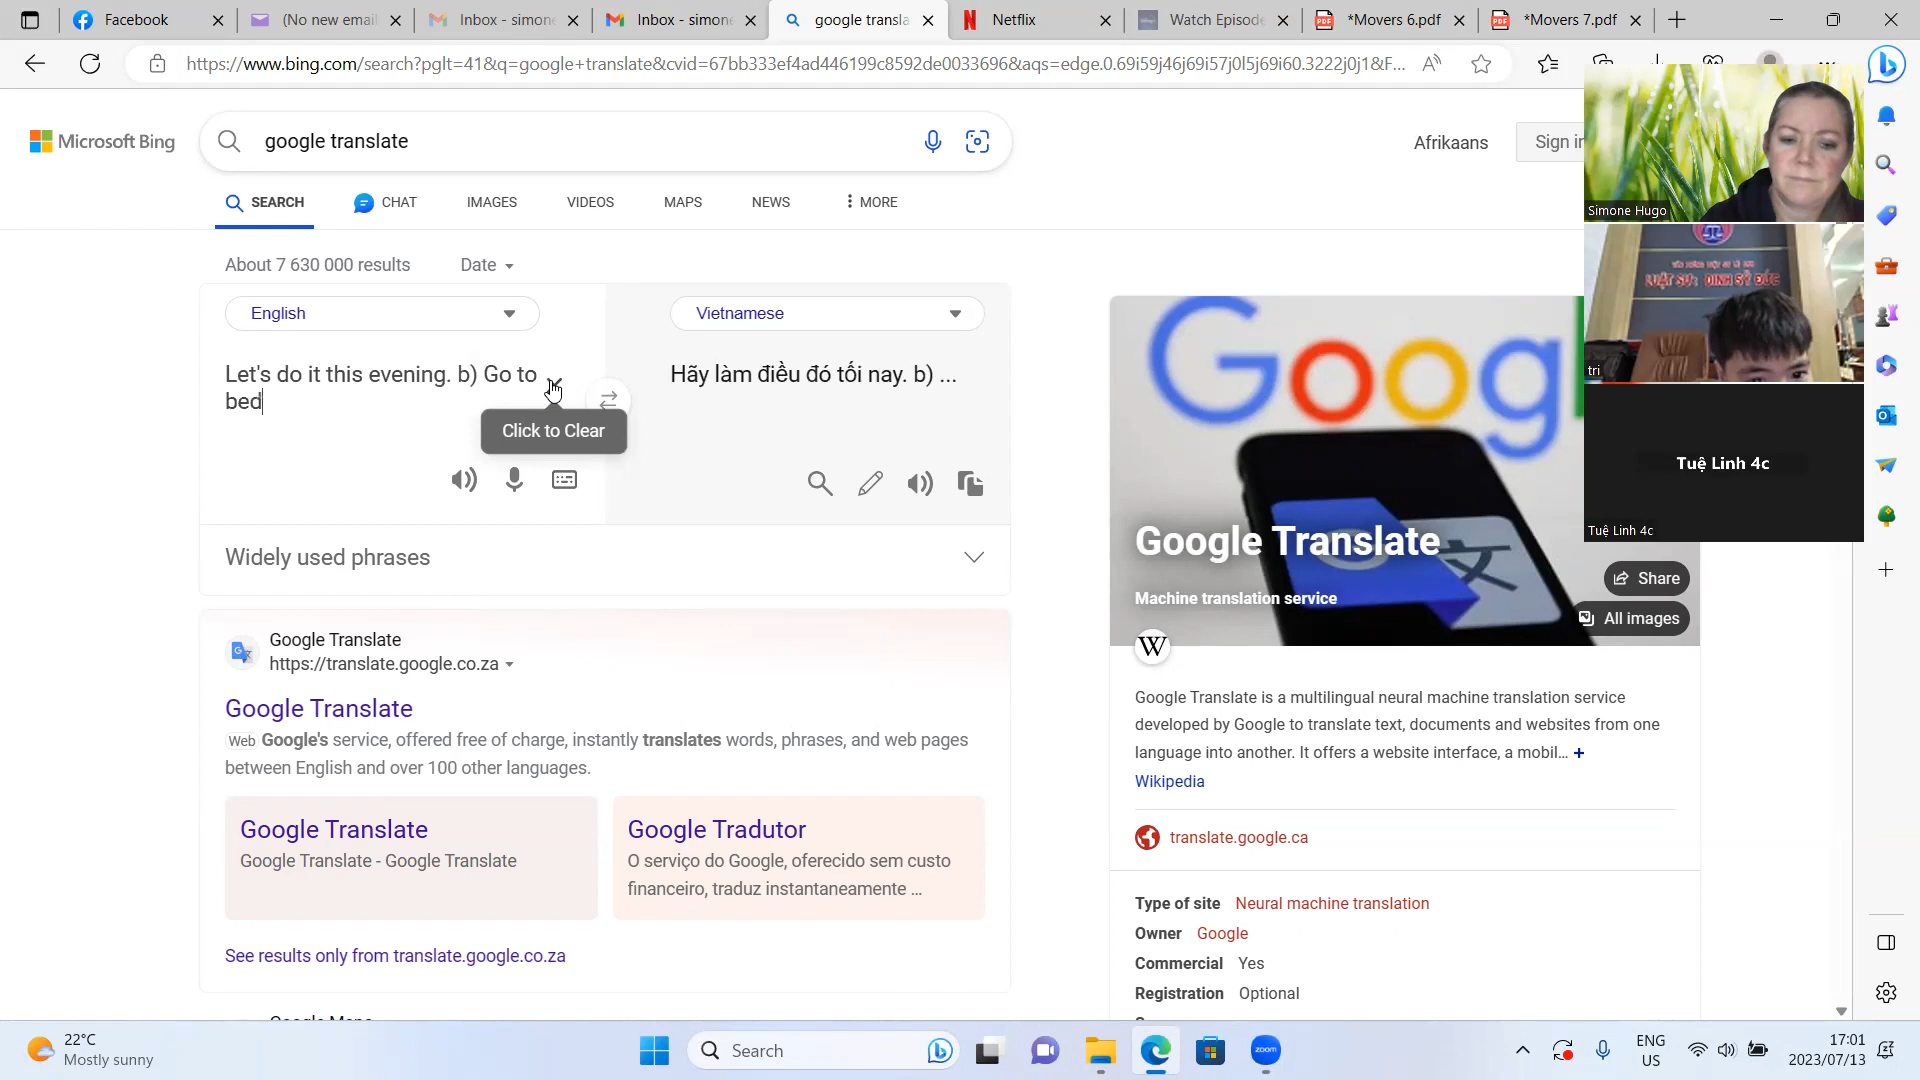 Facebook
(No new email
Inbox - simone
Inbox - simone
google transla
Netflix
Watch Episode
*Movers 6.pdf
*Movers 7.pdf
https://www.bing.com/search?pglt=41&q=google+translate&cvid=67bb333ef4ad446199c8592de0033696&aqs=edge.0.69i59j46j69i57j0l5j69i60.3222j0j1&F...
Microsoft Bing
google translate
Afrikaans
Sign in
SEARCH
CHAT
IMAGES
VIDEOS
MAPS
NEWS
MORE
Simone Hugo
About 7 630 000 results
Date
English
Vietnamese
Let's do it this evening. b) Go to
bed
Hãy làm điều đó tối nay. b) ...
Click to Clear
LUẬT SƯ: ĐINH SỸ ĐỨC
tri
Tuệ Linh 4c
Tuệ Linh 4c
Widely used phrases
Google Translate
Machine translation service
Share
All images
W
Google Translate
https://translate.google.co.za
Google Translate
Web Google's service, offered free of charge, instantly translates words, phrases, and web pages
between English and over 100 other languages.
Google Translate
Google Translate - Google Translate
Google Tradutor
O serviço do Google, oferecido sem custo
financeiro, traduz instantaneamente ...
See results only from translate.google.co.za
Google Translate is a multilingual neural machine translation service
developed by Google to translate text, documents and websites from one
language into another. It offers a website interface, a mobil... +
Wikipedia
translate.google.ca
Type of site Neural machine translation
Owner Google
Commercial Yes
Registration Optional
22°C
Mostly sunny
Search
zoom
ENG
US
17:01
2023/07/13